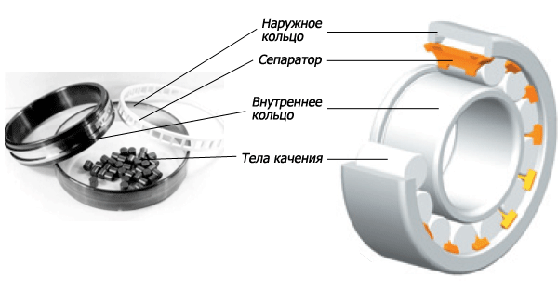 Наружное
кольцо
Сепаратор
Внутреннее
кольцо
Тела качения